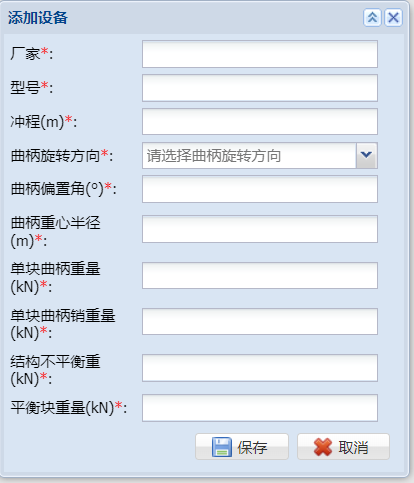 添加设备
厂家*:
型号*:
冲程(m)*:
曲柄旋转方向*: 请选择曲柄旋转方向
曲柄偏置角(º)*:
曲柄重心半径
(m)*:
单块曲柄重量
(kN)*:
单块曲柄销重量
(kN)*:
结构不平衡重
(kN)*:
平衡块重量(kN)*:
保存 取消